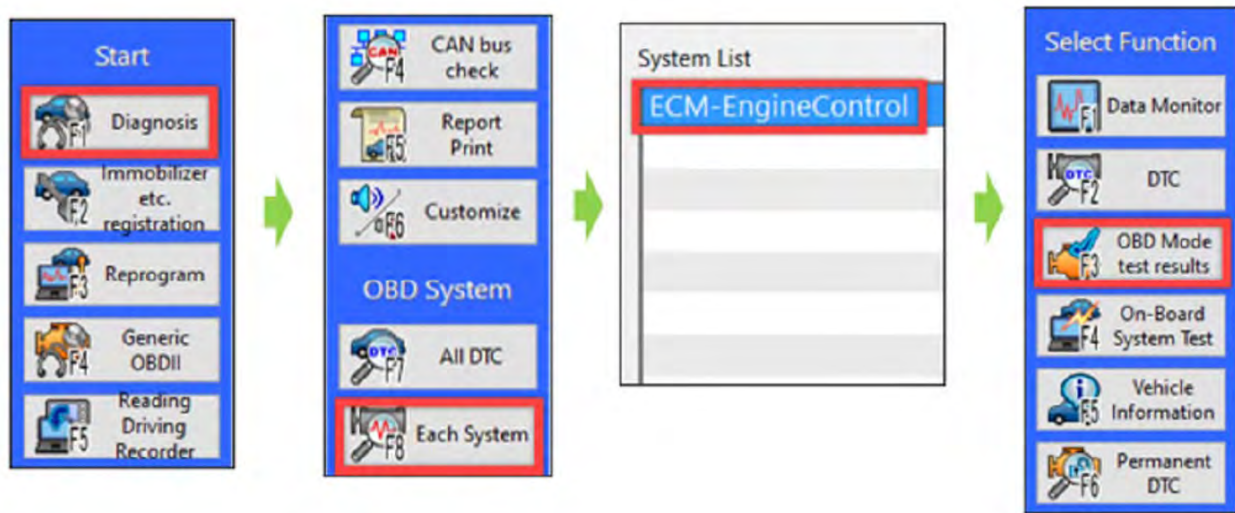 Start
F1
Diagnosis
F2
Immobilizer
etc.
registration
F3
Reprogram
F4
Generic
OBDII
F5
Reading
Driving
Recorder
CAN
F4
CAN bus
check
F5
Report
Print
F6
Customize
OBD System
DTC
F7
All DTC
F8
Each System
System List
ECM-EngineControl
Select Function
F1
Data Monitor
DTC
F2
DTC
F3
OBD Mode
test results
F4
On-Board
System Test
F5
Vehicle
Information
F6
Permanent
DTC